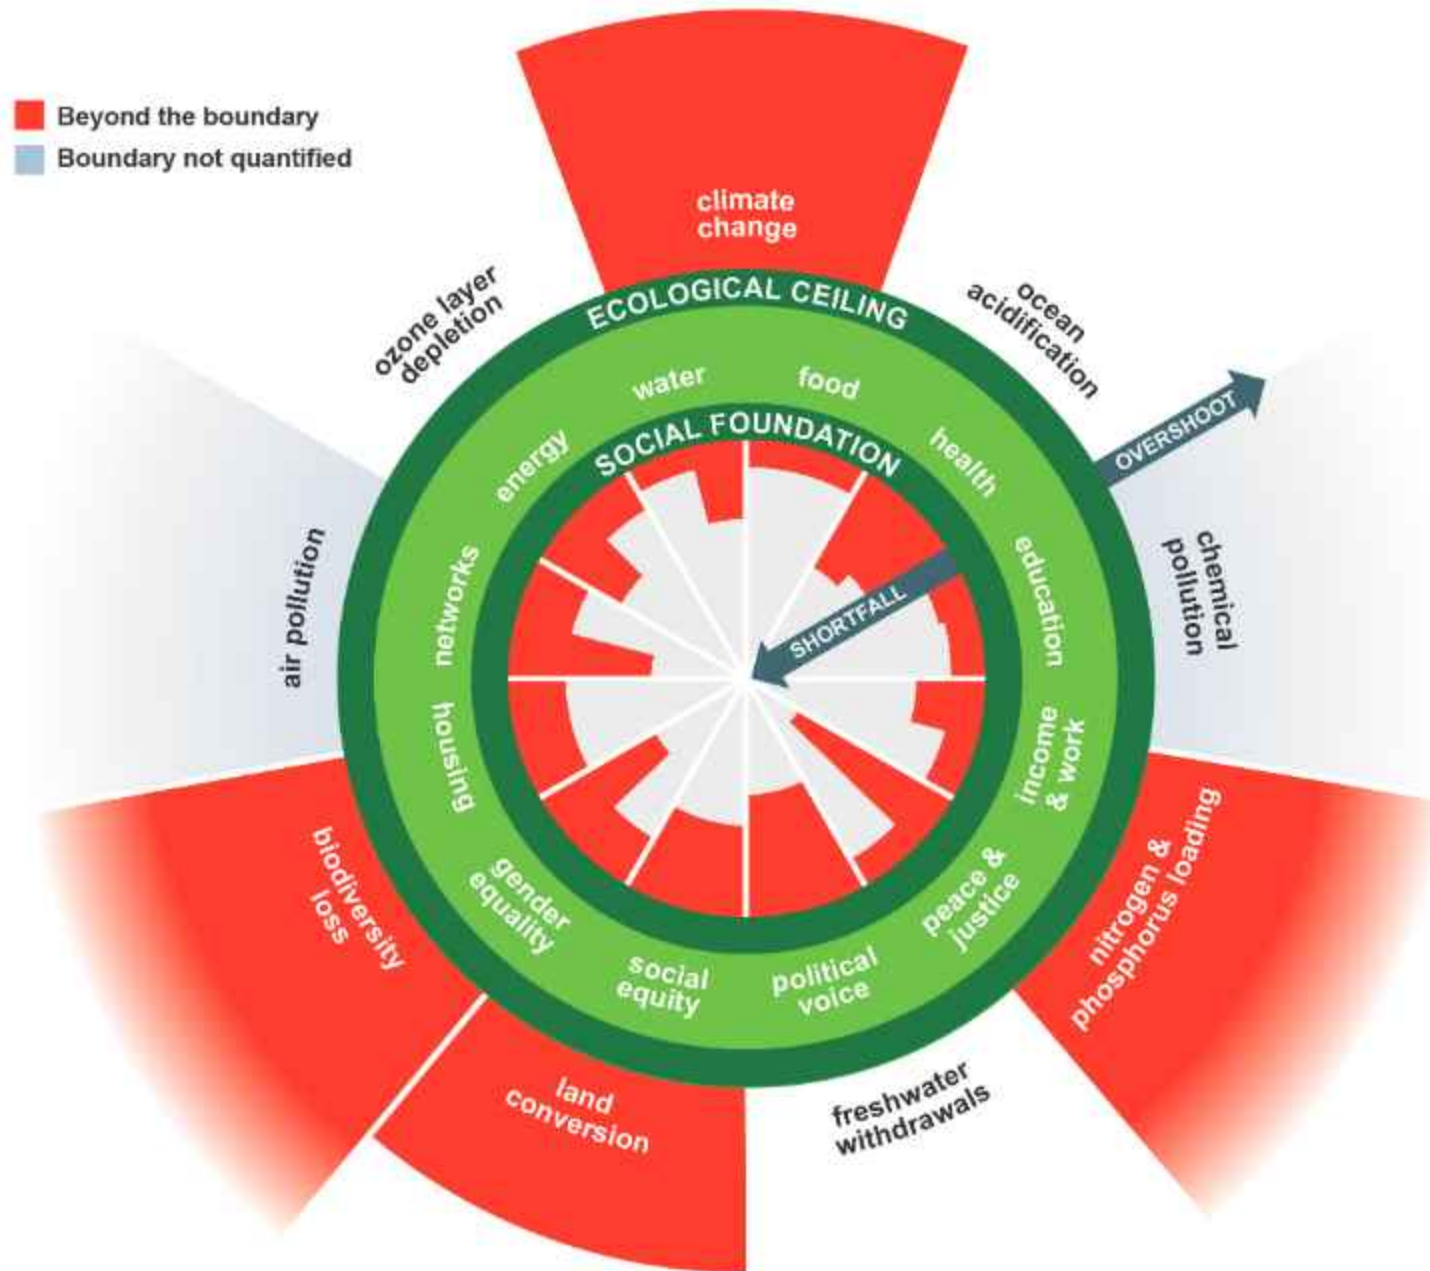 Beyond the boundary
Boundary not quantified
climate
change
ozone layer
depletion
ocean
acidification
ECOLOGICAL CEILING
OVERSHOOT
water
food
SOCIAL FOUNDATION
energy
health
networks
education
air pollution
chemical
pollution
SHORTFALL
housing
income
& work
biodiversity
loss
nitrogen &
phosphorus loading
gender
equality
peace &
justice
social
equity
political
voice
land
conversion
freshwater
withdrawals